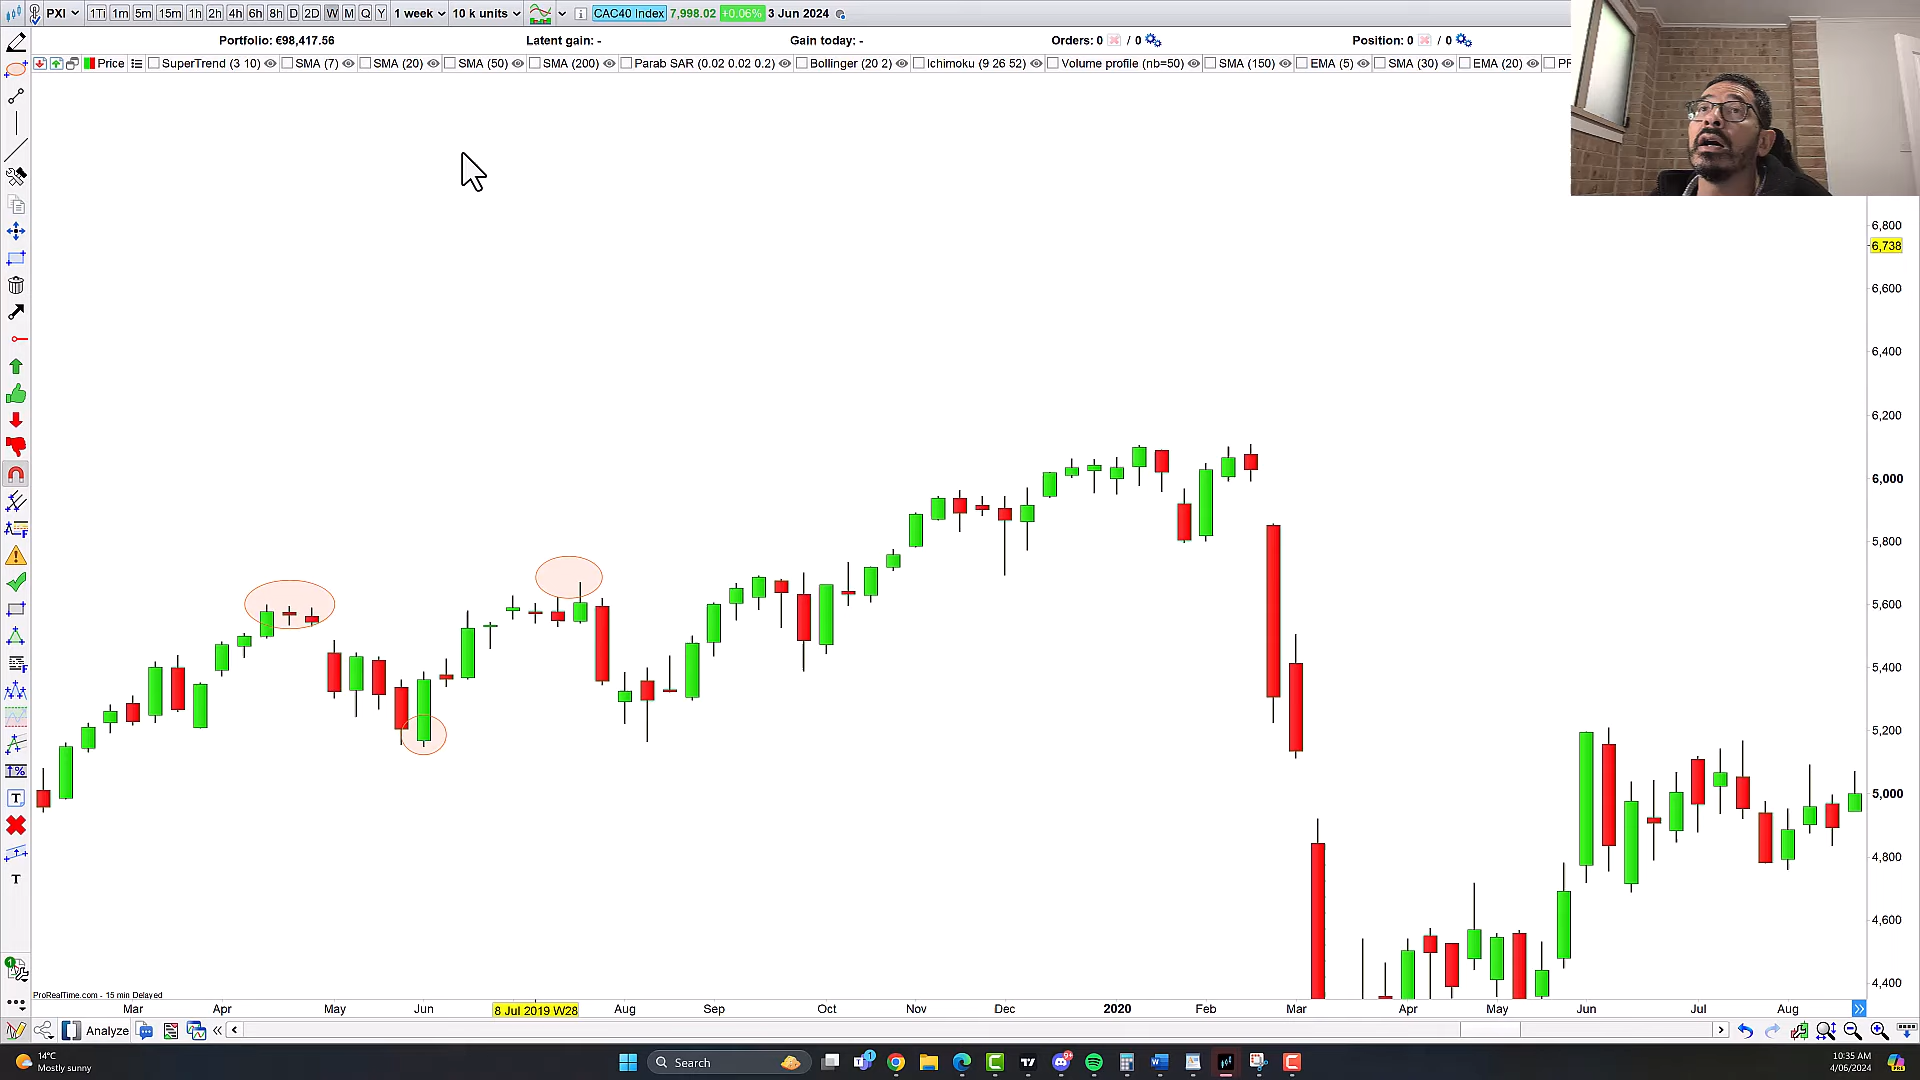 PXI 1Ti 1m 5m 15m 1h 2h 4h 6h 8h D 2D W M Q Y 1 week 10 k units CAC40 Index 7,998.02 +0.06% 3 Jun 2024
Portfolio: €98,417.56 Latent gain: - Gain today: - Orders: 0 / 0 Position: 0 / 0
Price SuperTrend (3 10) SMA (7) SMA (20) SMA (50) SMA (200) Parab SAR (0.02 0.02 0.2) Bollinger (20 2) Ichimoku (9 26 52) Volume profile (nb=50) SMA (150) EMA (5) SMA (30) EMA (20) PR
6,800
6,738
6,600
6,400
6,200
6,000
5,800
5,600
5,400
5,200
5,000
4,800
4,600
4,400
ProRealTime.com - 15 min Delayed
Mar Apr May Jun 8 Jul 2019 W28 Aug Sep Oct Nov Dec 2020 Feb Mar Apr May Jun Jul Aug
Analyze
14°C
Mostly sunny
Search
10:35 AM
4/06/2024